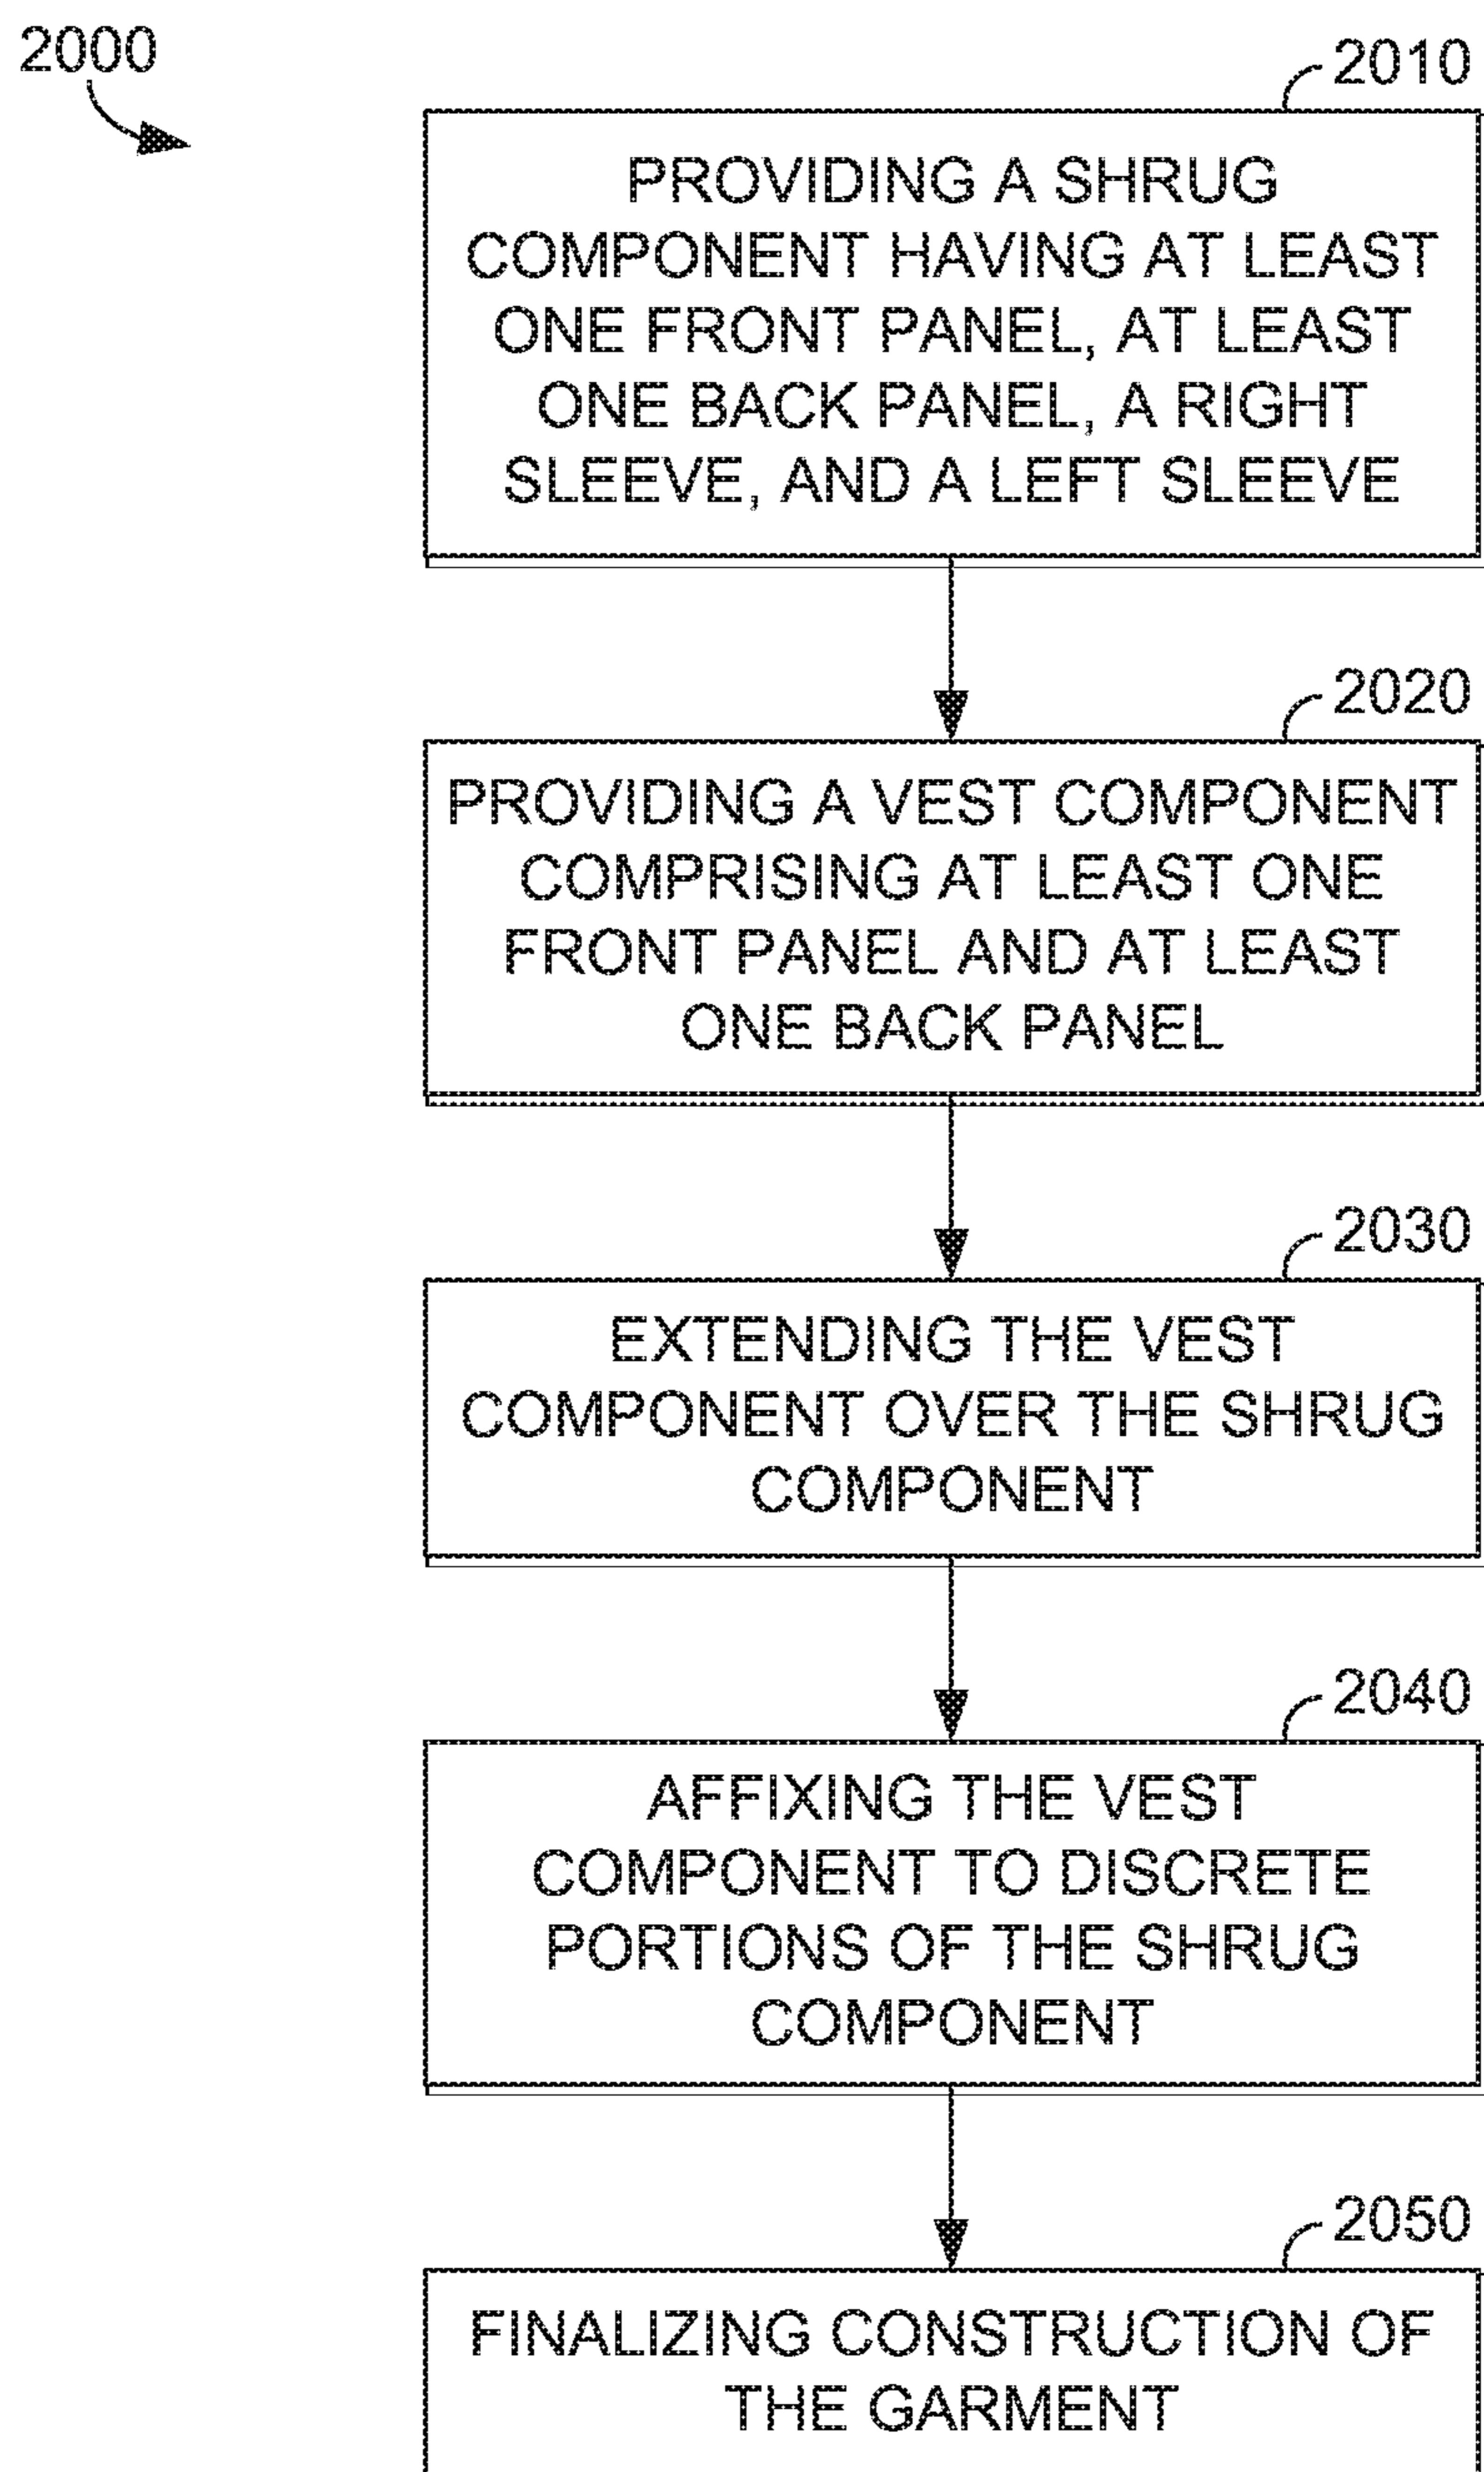 2000
2010
PROVIDING A SHRUG
COMPONENT HAVING AT LEAST
ONE FRONT PANEL, AT LEAST
ONE BACK PANEL, A RIGHT
SLEEVE, AND A LEFT SLEEVE
2020
PROVIDING A VEST COMPONENT
COMPRISING AT LEAST ONE
FRONT PANEL AND AT LEAST
ONE BACK PANEL
2030
EXTENDING THE VEST
COMPONENT OVER THE SHRUG
COMPONENT
2040
AFFIXING THE VEST
COMPONENT TO DISCRETE
PORTIONS OF THE SHRUG
COMPONENT
2050
FINALIZING CONSTRUCTION OF
THE GARMENT